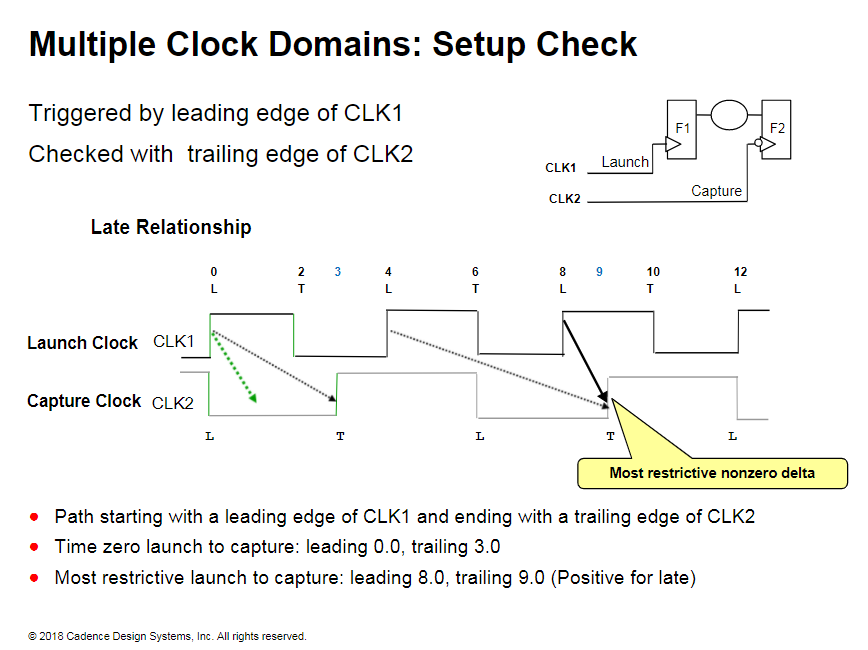 Multiple Clock Domains: Setup Check
Triggered by leading edge of CLK1
Checked with trailing edge of CLK2
F1
F2
CLK1
Launch
CLK2
Capture
Late Relationship
0 2 3 4 6 8 9 10 12
L T L T L T L
Launch Clock CLK1
Capture Clock CLK2
L T L T L
Most restrictive nonzero delta
● Path starting with a leading edge of CLK1 and ending with a trailing edge of CLK2
● Time zero launch to capture: leading 0.0, trailing 3.0
● Most restrictive launch to capture: leading 8.0, trailing 9.0 (Positive for late)
© 2018 Cadence Design Systems, Inc. All rights reserved.